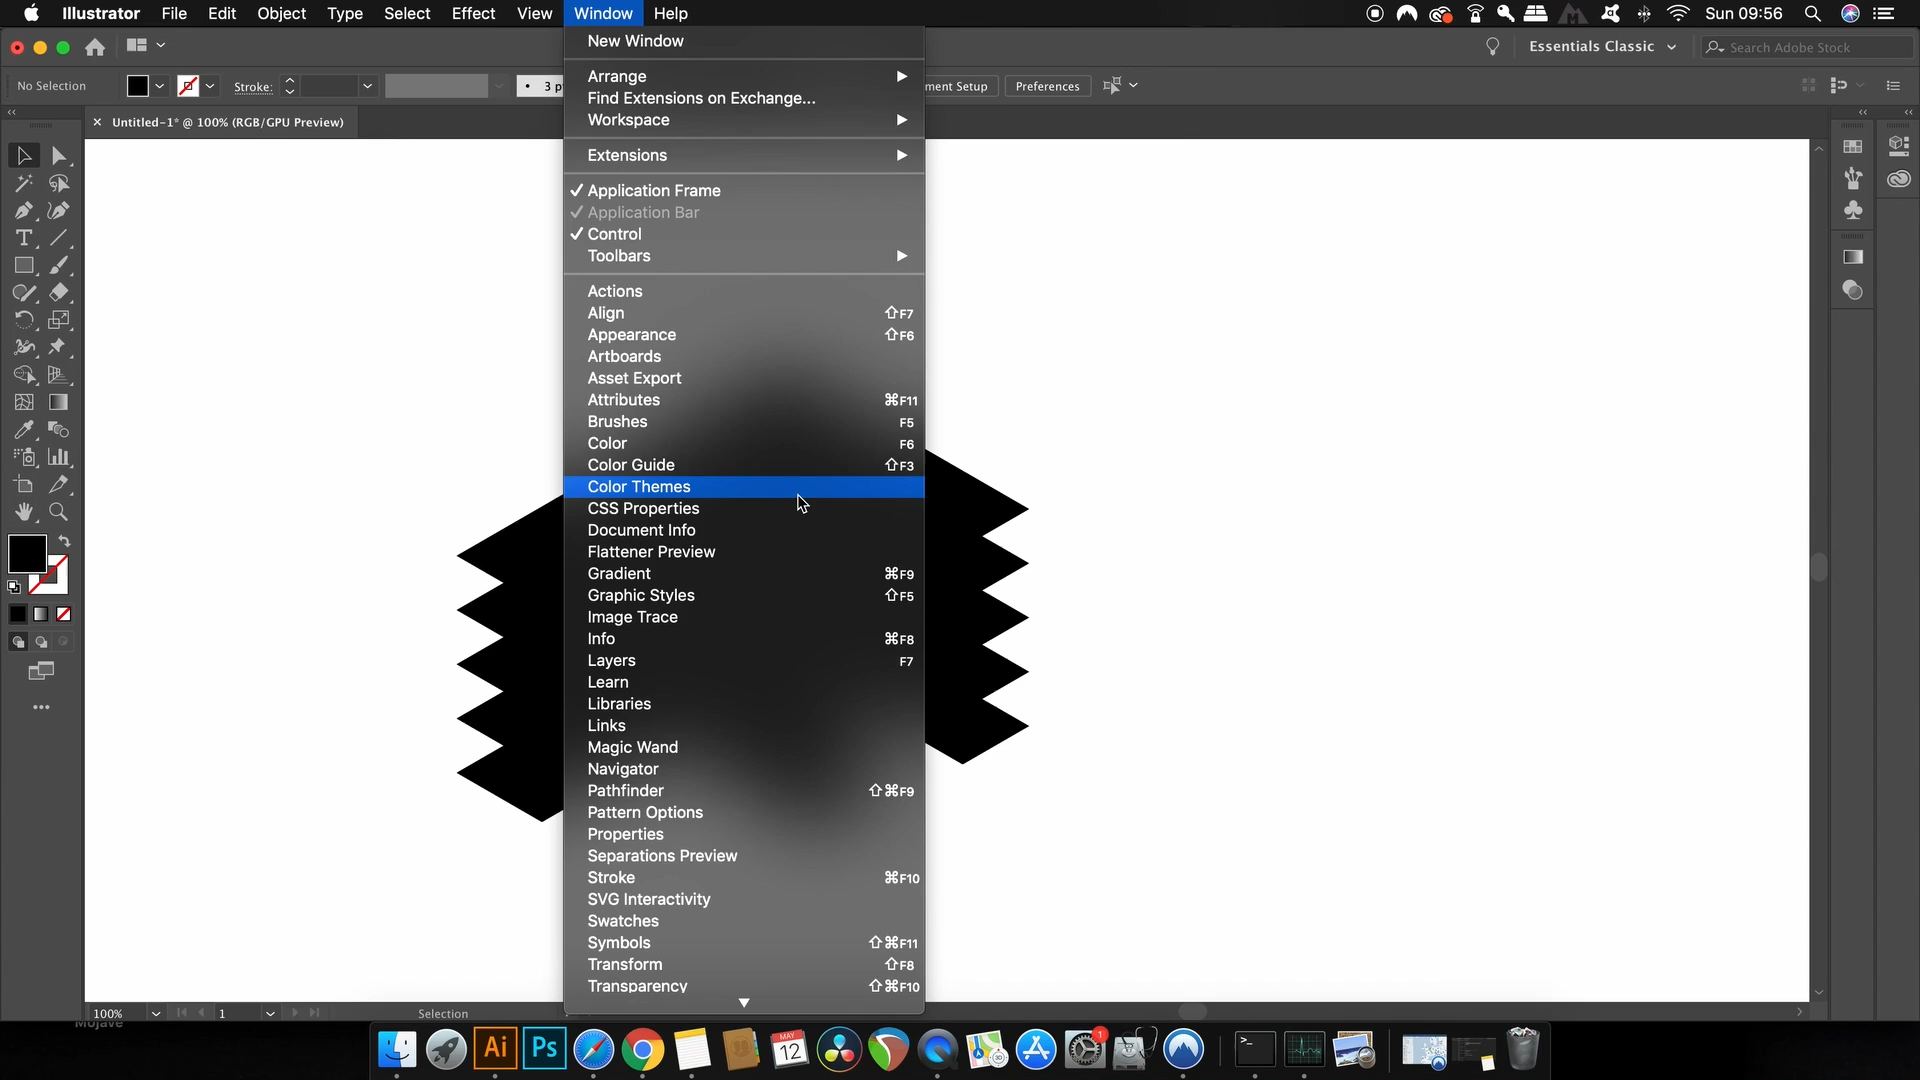 Illustrator File Edit Object Type Select Effect View Window Help Sun 09:56
Essentials Classic Search Adobe Stock
No Selection Stroke: 3 p ment Setup Preferences
Untitled-1* @ 100% (RGB/GPU Preview)
New Window
Arrange
Find Extensions on Exchange...
Workspace
Extensions
Application Frame
Application Bar
Control
Toolbars
Actions
Align ⇧F7
Appearance ⇧F6
Artboards
Asset Export
Attributes ⌘F11
Brushes F5
Color F6
Color Guide ⇧F3
Color Themes
CSS Properties
Document Info
Flattener Preview
Gradient ⌘F9
Graphic Styles ⇧F5
Image Trace
Info ⌘F8
Layers F7
Learn
Libraries
Links
Magic Wand
Navigator
Pathfinder ⇧⌘F9
Pattern Options
Properties
Separations Preview
Stroke ⌘F10
SVG Interactivity
Swatches
Symbols ⇧⌘F11
Transform ⇧F8
Transparency ⇧⌘F10
100% 1 Selection
Mojave
Ai Ps MAY 12 3D 1 >_